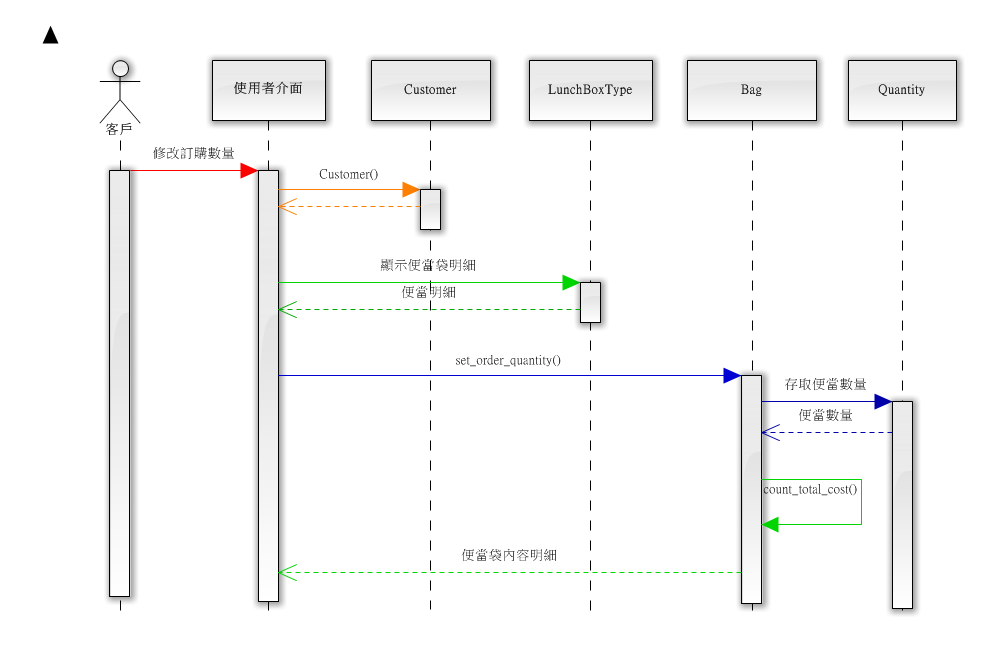 使用者介面
Customer
LunchBoxType
Bag
Quantity
客戶
修改訂購數量
Customer()
顯示便當袋明細
便當明細
set_order_quantity()
存取便當數量
便當數量
count_total_cost()
便當袋內容明細